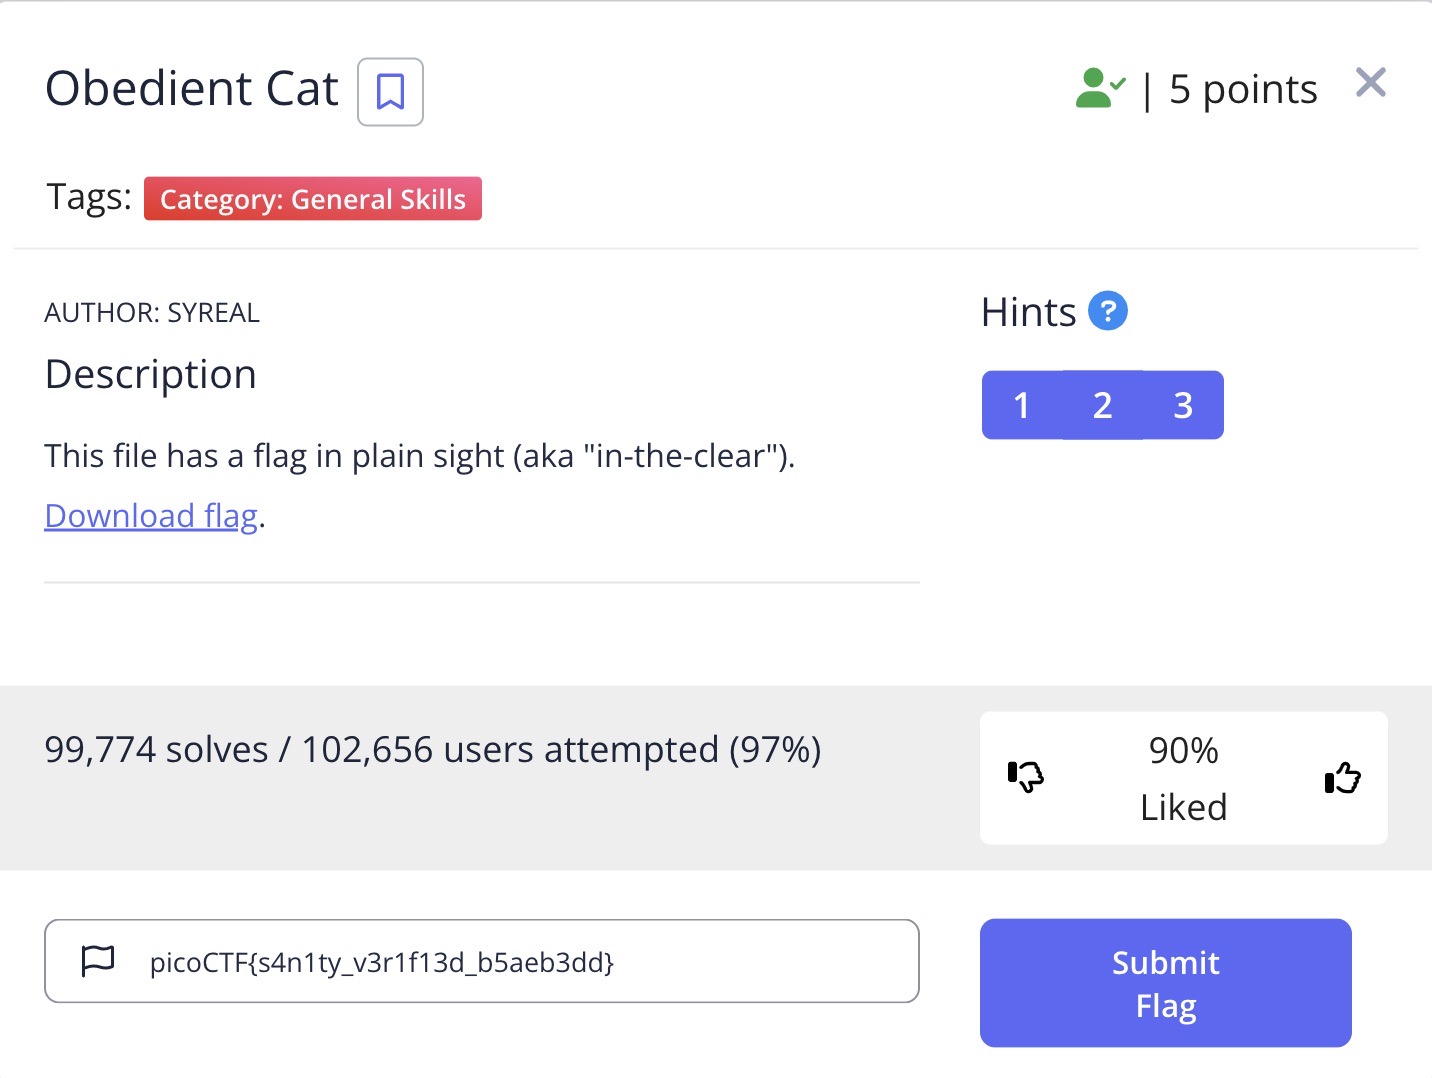 Obedient Cat
| 5 points
Tags: Category: General Skills
AUTHOR: SYREAL
Description
This file has a flag in plain sight (aka "in-the-clear").
Download flag.
Hints ?
1 2 3
99,774 solves / 102,656 users attempted (97%)
90%
Liked
picoCTF{s4n1ty_v3r1f13d_b5aeb3dd}
Submit
Flag